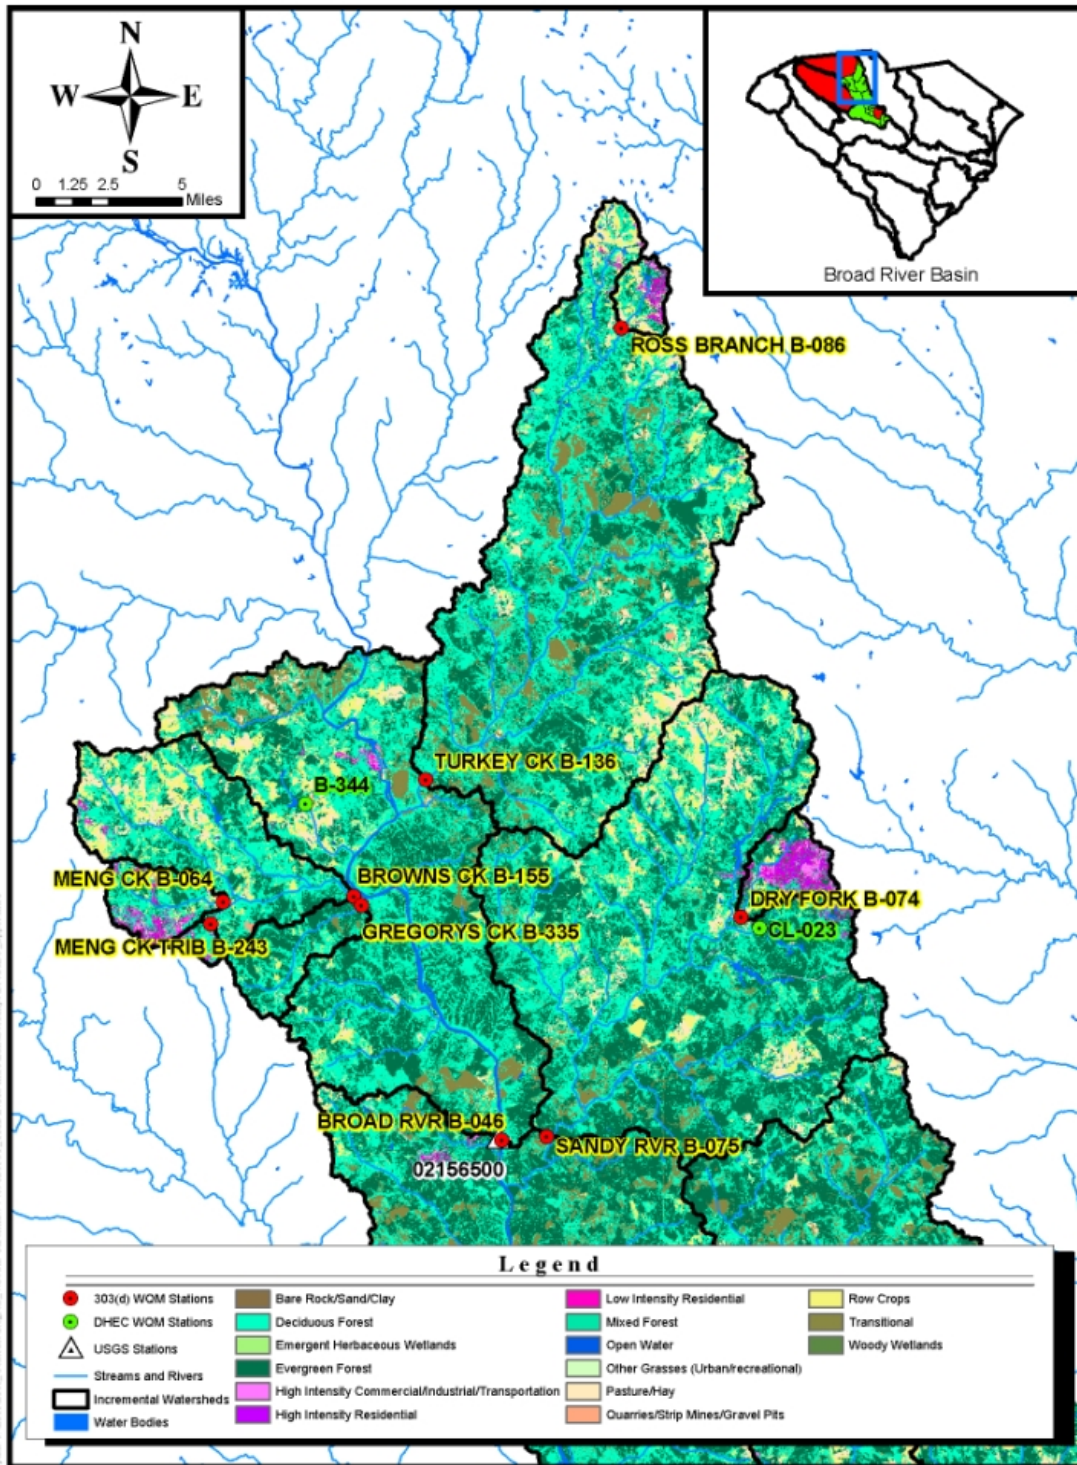 N
W E
S
0 1.25 2.5 5
Miles
Broad River Basin
ROSS BRANCH B-086
TURKEY CK B-136
B-344
MENG CK B-064
BROWNS CK B-155
DRY FORK B-074
GREGORYS CK B-335
CL-023
MENG CK TRIB B-243
BROAD RVR B-046
SANDY RVR B-075
02156500
Legend
303(d) WQM Stations
DHEC WQM Stations
USGS Stations
Streams and Rivers
Incremental Watersheds
Water Bodies
Bare Rock/Sand/Clay
Deciduous Forest
Emergent Herbaceous Wetlands
Evergreen Forest
High Intensity Commercial/Industrial/Transportation
High Intensity Residential
Low Intensity Residential
Mixed Forest
Open Water
Other Grasses (Urban/recreational)
Pasture/Hay
Quarries/Strip Mines/Gravel Pits
Row Crops
Transitional
Woody Wetlands